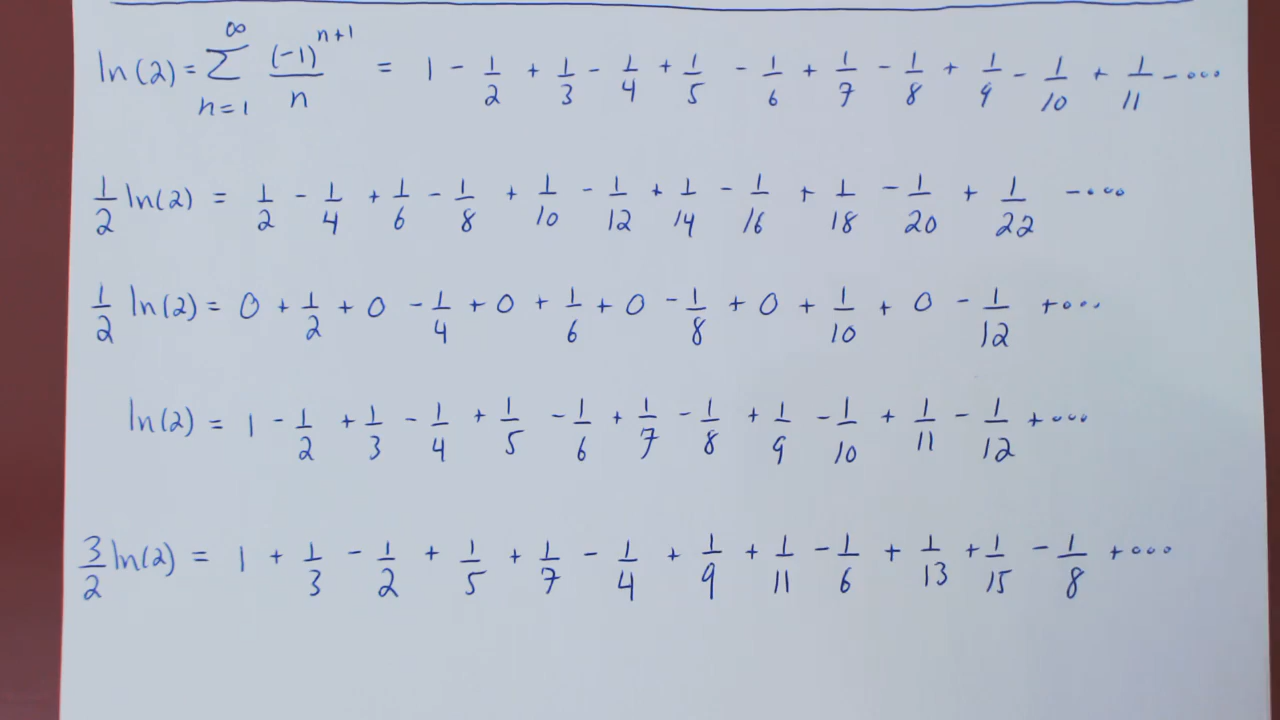 ln(2) = ∑_{n=1}^{∞} (-1)^{n+1}/n = 1 - 1/2 + 1/3 - 1/4 + 1/5 - 1/6 + 1/7 - 1/8 + 1/9 - 1/10 + 1/11 - ...
1/2 ln(2) = 1/2 - 1/4 + 1/6 - 1/8 + 1/10 - 1/12 + 1/14 - 1/16 + 1/18 - 1/20 + 1/22 - ...
1/2 ln(2) = 0 + 1/2 + 0 - 1/4 + 0 + 1/6 + 0 - 1/8 + 0 + 1/10 + 0 - 1/12 + ...
ln(2) = 1 - 1/2 + 1/3 - 1/4 + 1/5 - 1/6 + 1/7 - 1/8 + 1/9 - 1/10 + 1/11 - 1/12 + ...
3/2 ln(2) = 1 + 1/3 - 1/2 + 1/5 + 1/7 - 1/4 + 1/9 + 1/11 - 1/6 + 1/13 + 1/15 - 1/8 + ...